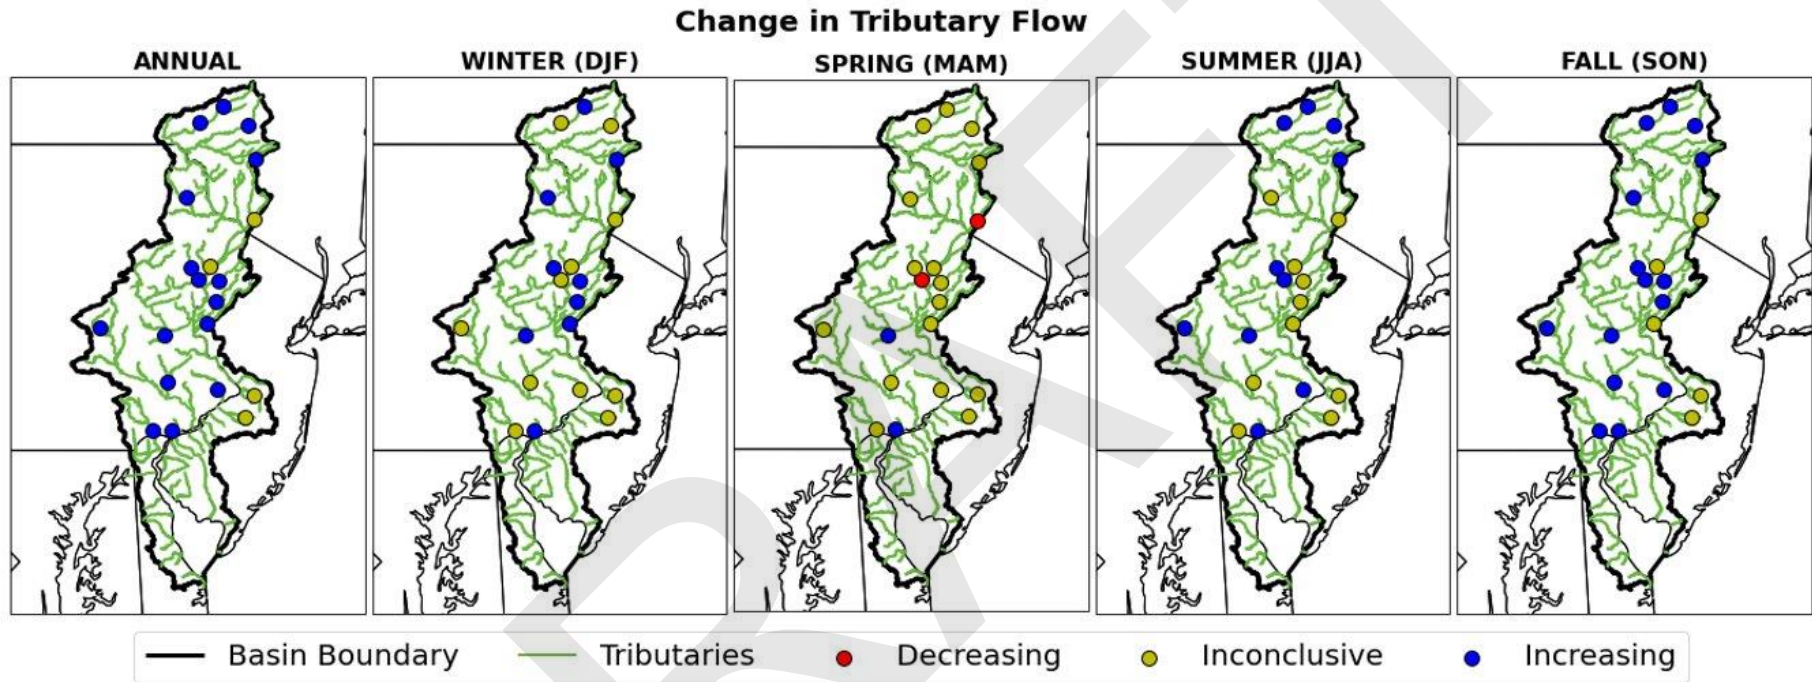 Change in Tributary Flow
ANNUAL
WINTER (DJF)
SPRING (MAM)
SUMMER (JJA)
FALL (SON)
Basin Boundary
Tributaries
Decreasing
Inconclusive
Increasing
DRAFT